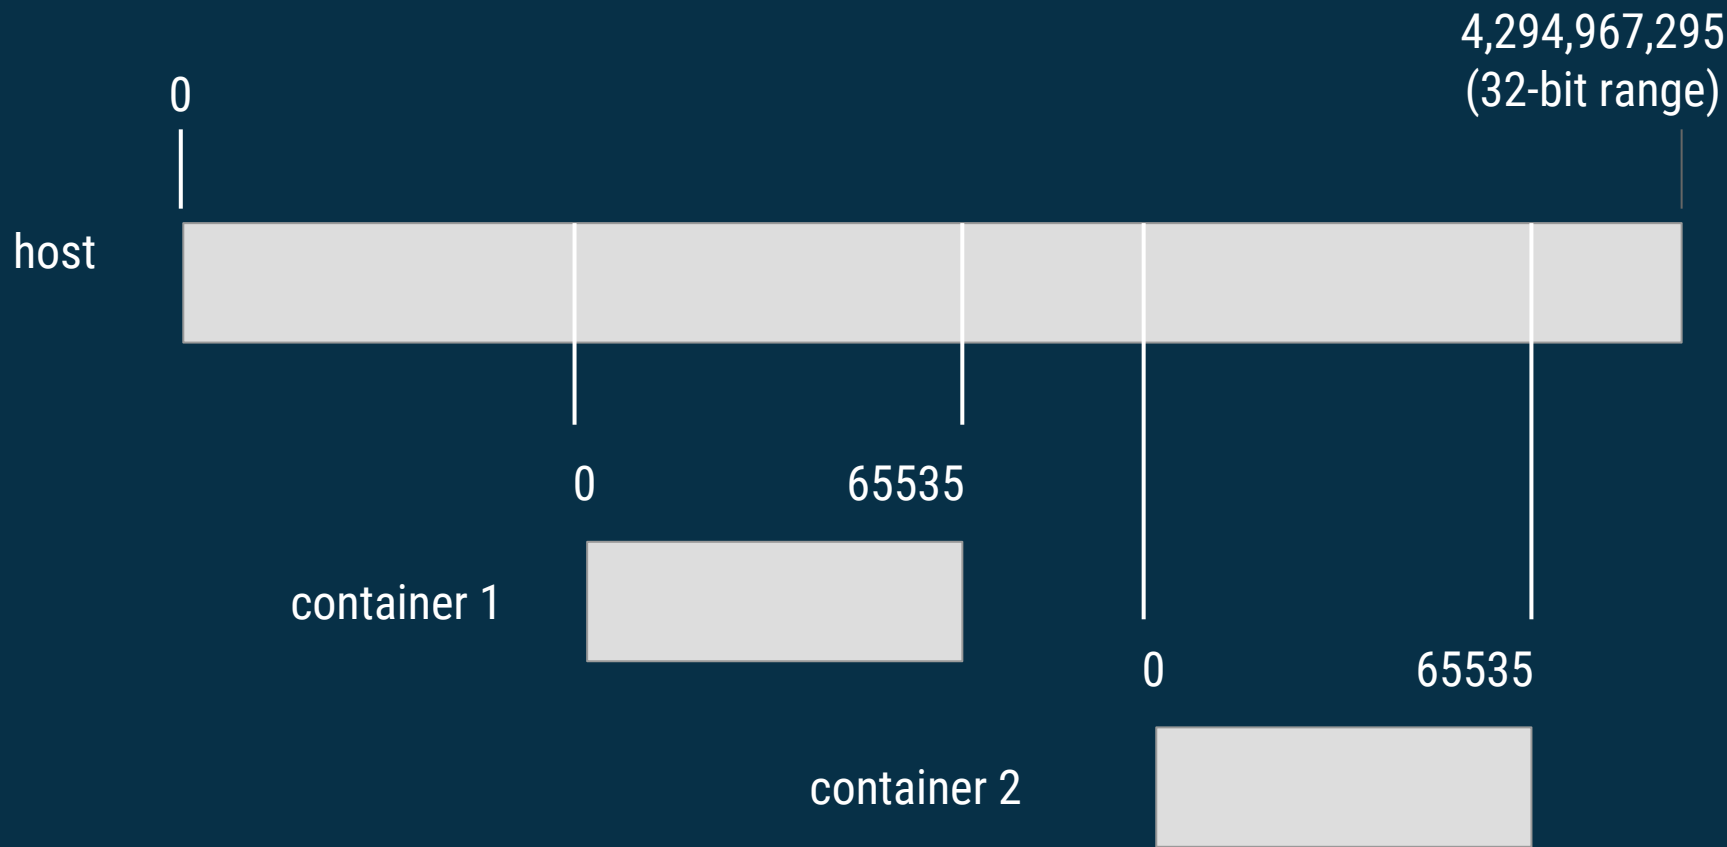 4,294,967,295
(32-bit range)
0
host
0 65535
container 1
0 65535
container 2